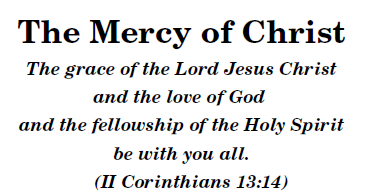 The Mercy of Christ
The grace of the Lord Jesus Christ
and the love of God
and the fellowship of the Holy Spirit
be with you all.
(II Corinthians 13:14)